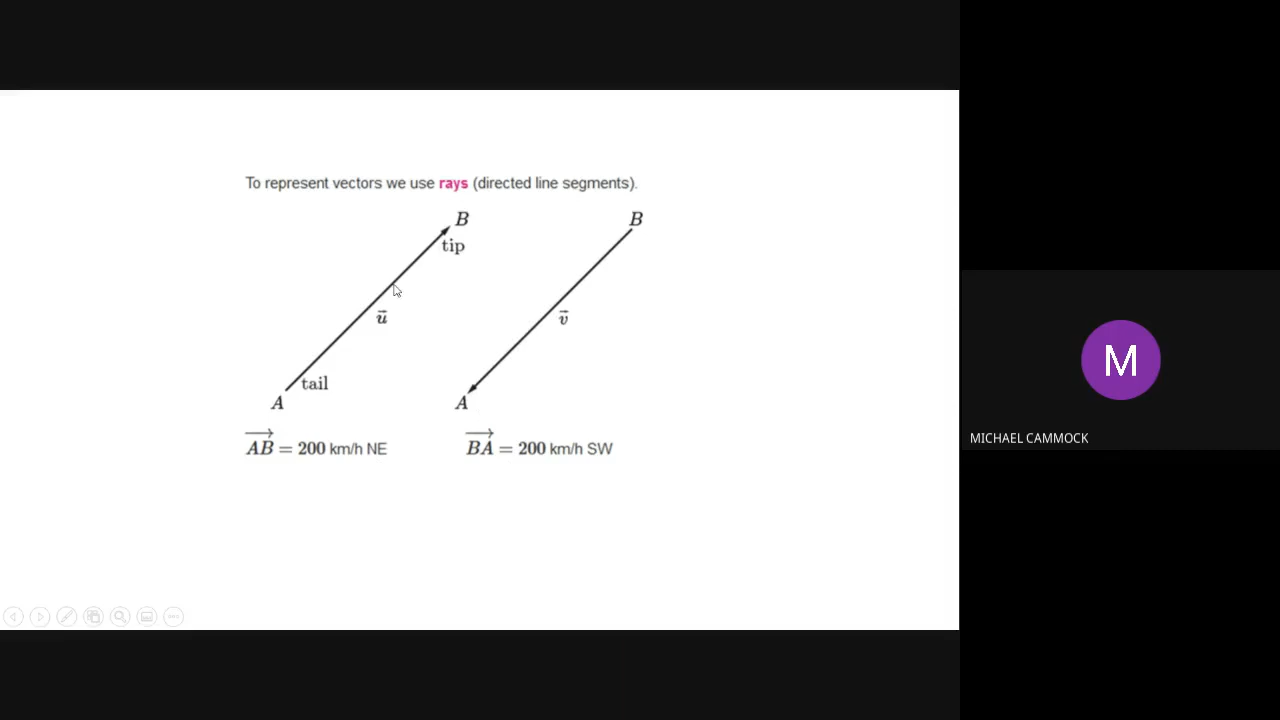 To represent vectors we use rays (directed line segments).
B
tip
u⃗
tail
A
B
v⃗
A
AB⃗ = 200 km/h NE
BA⃗ = 200 km/h SW
M
MICHAEL CAMMOCK